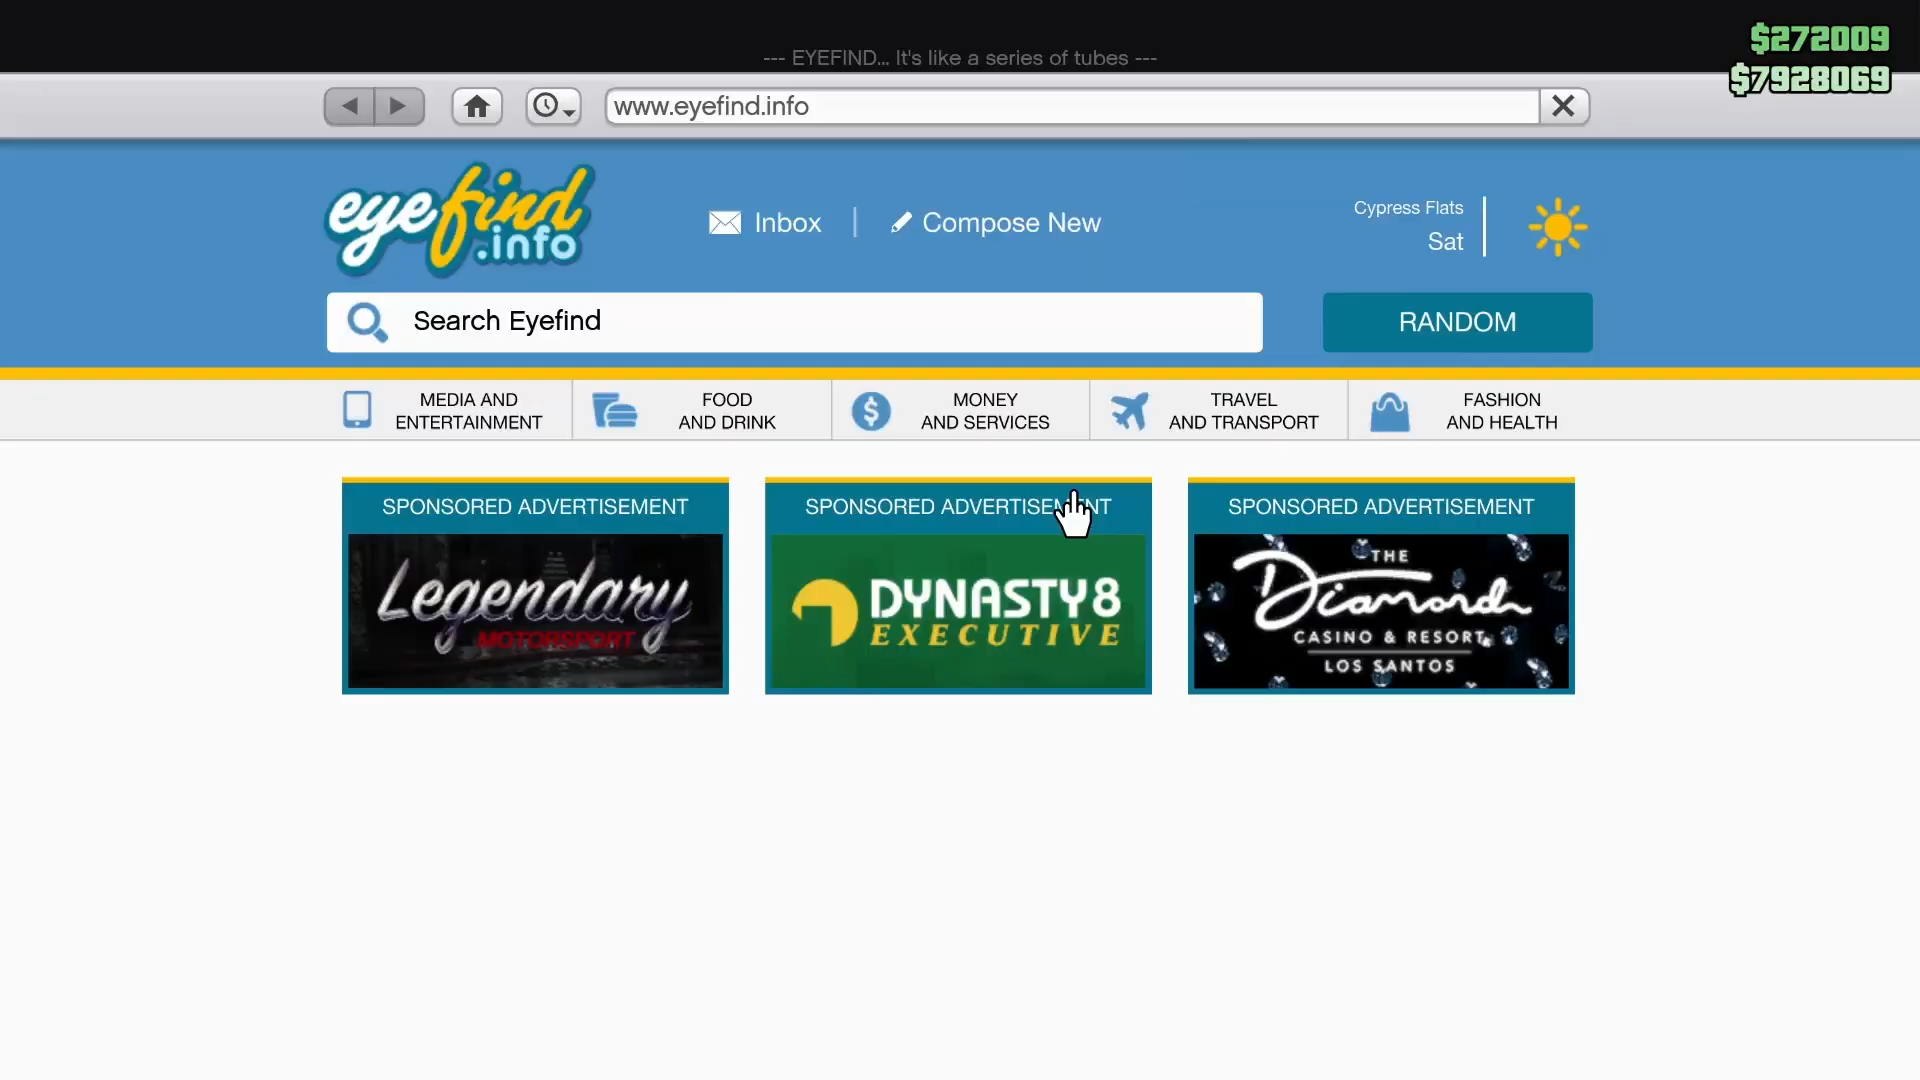 --- EYEFIND... It's like a series of tubes ---
$272009
$7928069
www.eyefind.info
eyefind
.info
Inbox
Compose New
Cypress Flats
Sat
Search Eyefind
RANDOM
MEDIA AND
ENTERTAINMENT
FOOD
AND DRINK
MONEY
AND SERVICES
TRAVEL
AND TRANSPORT
FASHION
AND HEALTH
SPONSORED ADVERTISEMENT
Legendary
MOTORSPORT
SPONSORED ADVERTISEMENT
DYNASTY8
EXECUTIVE
SPONSORED ADVERTISEMENT
THE
Diamond
CASINO & RESORT
LOS SANTOS